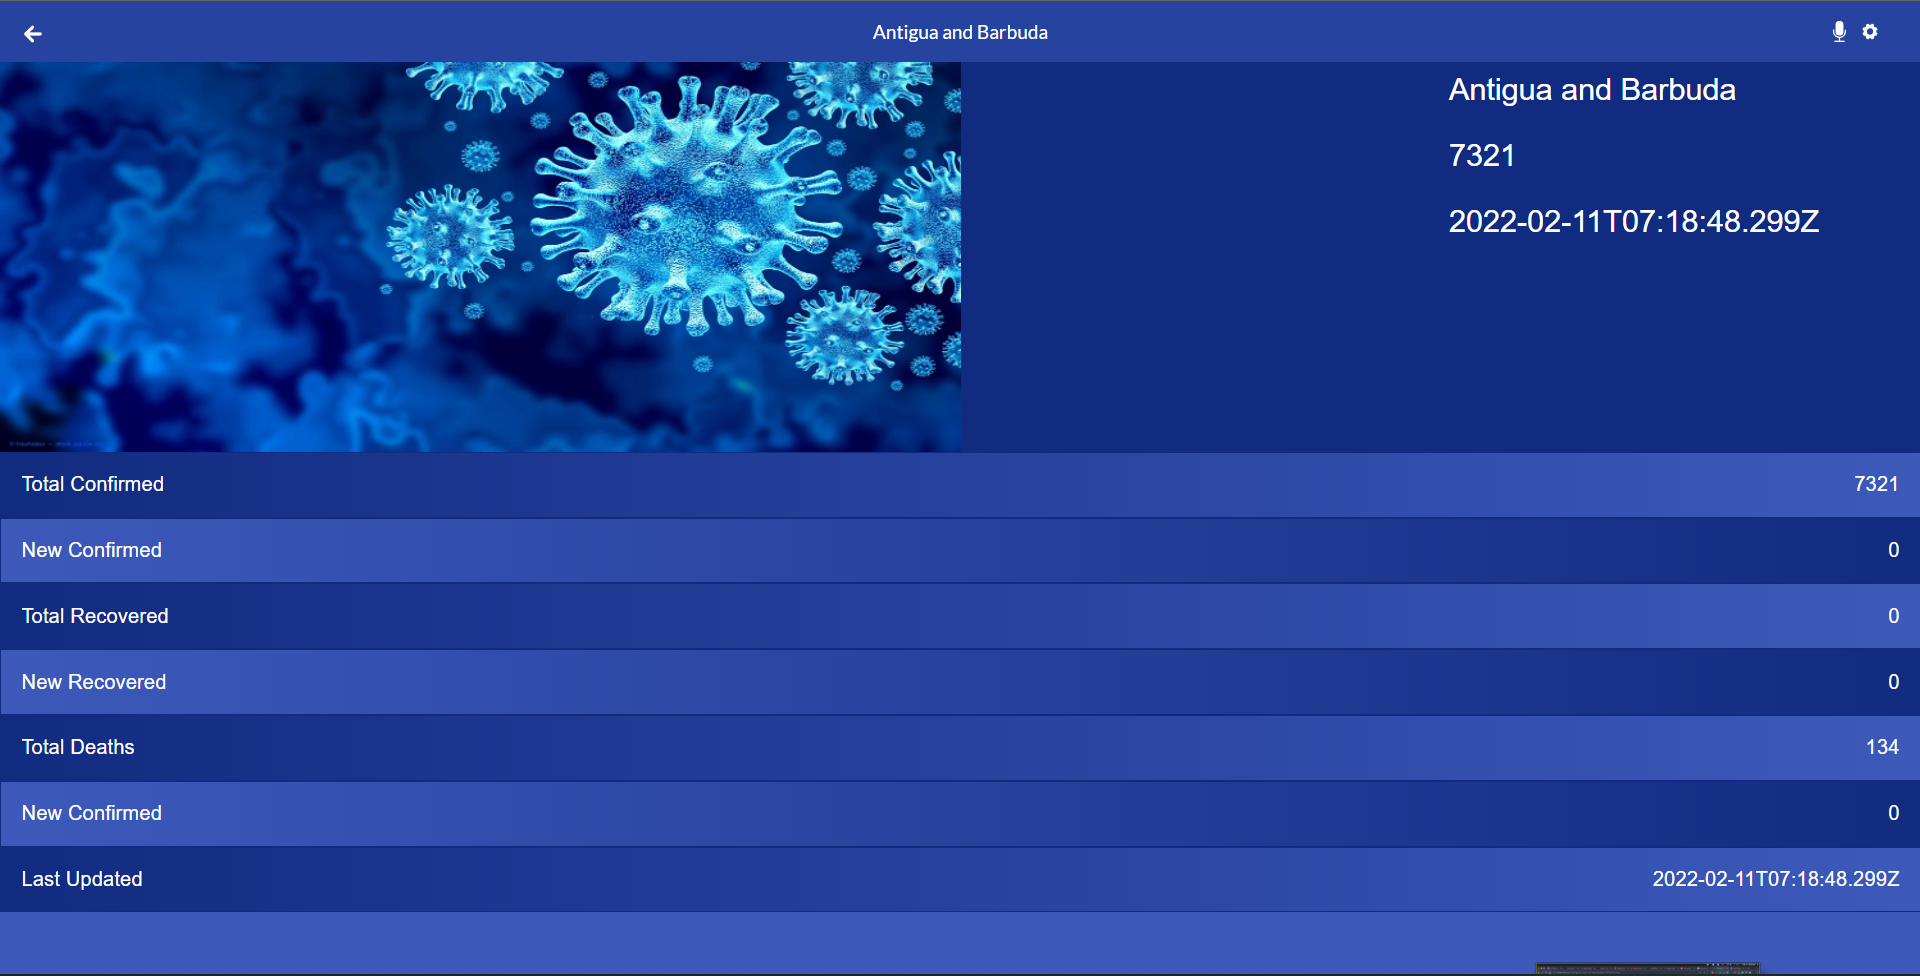 Antigua and Barbuda
Antigua and Barbuda
7321
2022-02-11T07:18:48.299Z
Total Confirmed 7321
New Confirmed 0
Total Recovered 0
New Recovered 0
Total Deaths 134
New Confirmed 0
Last Updated 2022-02-11T07:18:48.299Z